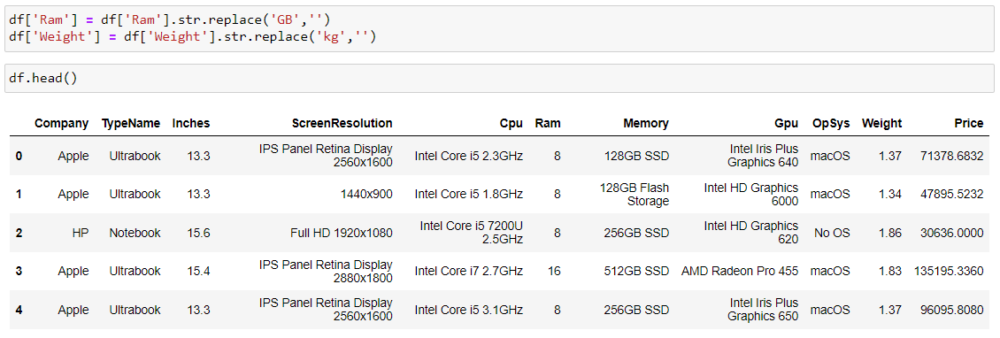 df['Ram'] = df['Ram'].str.replace('GB','')
df['Weight'] = df['Weight'].str.replace('kg','')
df.head()
Company TypeName Inches ScreenResolution Cpu Ram Memory Gpu OpSys Weight Price
0 Apple Ultrabook 13.3 IPS Panel Retina Display 2560x1600 Intel Core i5 2.3GHz 8 128GB SSD Intel Iris Plus Graphics 640 macOS 1.37 71378.6832
1 Apple Ultrabook 13.3 1440x900 Intel Core i5 1.8GHz 8 128GB Flash Storage Intel HD Graphics 6000 macOS 1.34 47895.5232
2 HP Notebook 15.6 Full HD 1920x1080 Intel Core i5 7200U 2.5GHz 8 256GB SSD Intel HD Graphics 620 No OS 1.86 30636.0000
3 Apple Ultrabook 15.4 IPS Panel Retina Display 2880x1800 Intel Core i7 2.7GHz 16 512GB SSD AMD Radeon Pro 455 macOS 1.83 135195.3360
4 Apple Ultrabook 13.3 IPS Panel Retina Display 2560x1600 Intel Core i5 3.1GHz 8 256GB SSD Intel Iris Plus Graphics 650 macOS 1.37 96095.8080